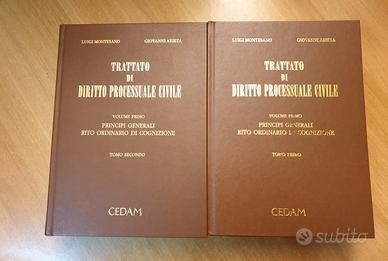 LUIGI MONTESANO GIOVANNI ARIETA
TRATTATO
DI
DIRITTO PROCESSUALE CIVILE
VOLUME PRIMO
PRINCIPI GENERALI
RITO ORDINARIO DI COGNIZIONE
TOMO SECONDO
CEDAM
LUIGI MONTESANO GIOVANNI ARIETA
TRATTATO
DI
DIRITTO PROCESSUALE CIVILE
VOLUME PRIMO
PRINCIPI GENERALI
RITO ORDINARIO DI COGNIZIONE
TOMO PRIMO
CEDAM
subito